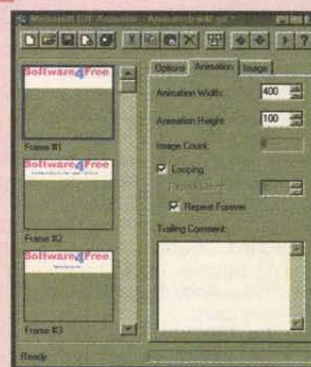 Microsoft GIF Animator -
Options Animation Image
Animation Width: 400
Animation Height: 100
Image Count:
Looping
Repeat Forever
Trailing Comment:
Software4Free
Frame #1
Software4Free
Frame #2
Software4Free
Frame #3
Ready